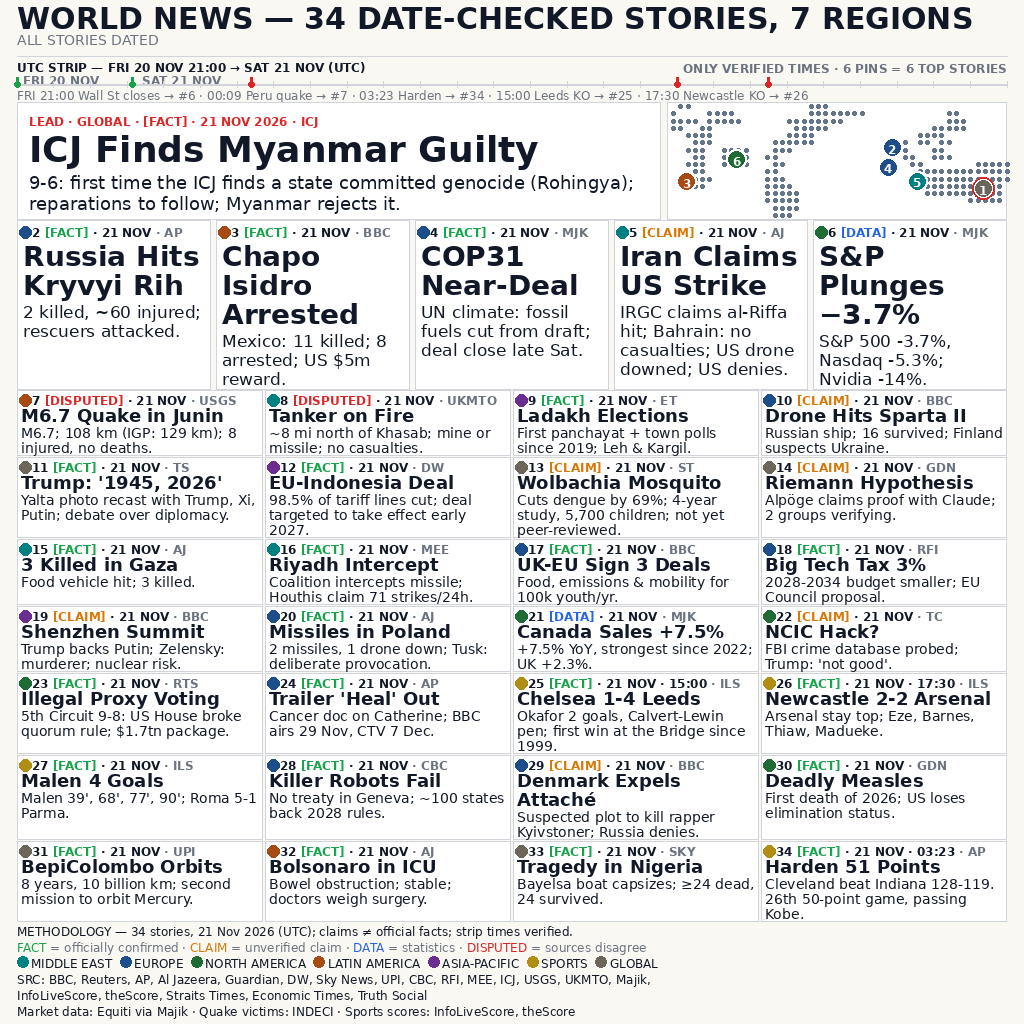 WORLD NEWS — 34 DATE-CHECKED STORIES, 7 REGIONS
ALL STORIES DATED
UTC STRIP — FRI 20 NOV 21:00 → SAT 21 NOV (UTC)
ONLY VERIFIED TIMES · 6 PINS = 6 TOP STORIES
FRI 20 NOV
SAT 21 NOV
FRI 21:00 Wall St closes → #6 · 00:09 Peru quake → #7 · 03:23 Harden → #34 · 15:00 Leeds KO → #25 · 17:30 Newcastle KO → #26
LEAD · GLOBAL · [FACT] · 21 NOV 2026 · ICJ
ICJ Finds Myanmar Guilty
9-6: first time the ICJ finds a state committed genocide (Rohingya);
reparations to follow; Myanmar rejects it.
1
2
3
4
5
6
2 [FACT] · 21 NOV · AP
Russia Hits
Kryvyi Rih
2 killed, ~60 injured;
rescuers attacked.
3 [FACT] · 21 NOV · BBC
Chapo
Isidro
Arrested
Mexico: 11 killed; 8
arrested; US $5m
reward.
4 [FACT] · 21 NOV · MJK
COP31
Near-Deal
UN climate: fossil
fuels cut from draft;
deal close late Sat.
5 [CLAIM] · 21 NOV · AJ
Iran Claims
US Strike
IRGC claims al-Riffa
hit; Bahrain: no
casualties; US drone
downed; US denies.
6 [DATA] · 21 NOV · MJK
S&P
Plunges
−3.7%
S&P 500 -3.7%,
Nasdaq -5.3%;
Nvidia -14%.
7 [DISPUTED] · 21 NOV · USGS
M6.7 Quake in Junin
M6.7; 108 km (IGP: 129 km); 8
injured, no deaths.
8 [DISPUTED] · 21 NOV · UKMTO
Tanker on Fire
~8 mi north of Khasab; mine or
missile; no casualties.
9 [FACT] · 21 NOV · ET
Ladakh Elections
First panchayat + town polls
since 2019; Leh & Kargil.
10 [CLAIM] · 21 NOV · BBC
Drone Hits Sparta II
Russian ship; 16 survived; Finland
suspects Ukraine.
11 [FACT] · 21 NOV · TS
Trump: '1945, 2026'
Yalta photo recast with Trump, Xi,
Putin; debate over diplomacy.
12 [FACT] · 21 NOV · DW
EU-Indonesia Deal
98.5% of tariff lines cut; deal
targeted to take effect early
2027.
13 [CLAIM] · 21 NOV · ST
Wolbachia Mosquito
Cuts dengue by 69%; 4-year
study, 5,700 children; not yet
peer-reviewed.
14 [CLAIM] · 21 NOV · GDN
Riemann Hypothesis
Alpöge claims proof with Claude;
2 groups verifying.
15 [FACT] · 21 NOV · AJ
3 Killed in Gaza
Food vehicle hit; 3 killed.
16 [FACT] · 21 NOV · MEE
Riyadh Intercept
Coalition intercepts missile;
Houthis claim 71 strikes/24h.
17 [FACT] · 21 NOV · BBC
UK-EU Sign 3 Deals
Food, emissions & mobility for
100k youth/yr.
18 [FACT] · 21 NOV · RFI
Big Tech Tax 3%
2028-2034 budget smaller; EU
Council proposal.
19 [CLAIM] · 21 NOV · BBC
Shenzhen Summit
Trump backs Putin; Zelensky:
murderer; nuclear risk.
20 [FACT] · 21 NOV · AJ
Missiles in Poland
2 missiles, 1 drone down; Tusk:
deliberate provocation.
21 [DATA] · 21 NOV · MJK
Canada Sales +7.5%
+7.5% YoY, strongest since 2022;
UK +2.3%.
22 [CLAIM] · 21 NOV · TC
NCIC Hack?
FBI crime database probed;
Trump: 'not good'.
23 [FACT] · 21 NOV · RTS
Illegal Proxy Voting
5th Circuit 9-8: US House broke
quorum rule; $1.7tn package.
24 [FACT] · 21 NOV · AP
Trailer 'Heal' Out
Cancer doc on Catherine; BBC
airs 29 Nov, CTV 7 Dec.
25 [FACT] · 21 NOV · 15:00 · ILS
Chelsea 1-4 Leeds
Okafor 2 goals, Calvert-Lewin
pen; first win at the Bridge since
1999.
26 [FACT] · 21 NOV · 17:30 · ILS
Newcastle 2-2 Arsenal
Arsenal stay top; Eze, Barnes,
Thiaw, Madueke.
27 [FACT] · 21 NOV · ILS
Malen 4 Goals
Malen 39', 68', 77', 90'; Roma 5-1
Parma.
28 [FACT] · 21 NOV · CBC
Killer Robots Fail
No treaty in Geneva; ~100 states
back 2028 rules.
29 [CLAIM] · 21 NOV · BBC
Denmark Expels
Attaché
Suspected plot to kill rapper
Kyivstoner; Russia denies.
30 [FACT] · 21 NOV · GDN
Deadly Measles
First death of 2026; US loses
elimination status.
31 [FACT] · 21 NOV · UPI
BepiColombo Orbits
8 years, 10 billion km; second
mission to orbit Mercury.
32 [FACT] · 21 NOV · AJ
Bolsonaro in ICU
Bowel obstruction; stable;
doctors weigh surgery.
33 [FACT] · 21 NOV · SKY
Tragedy in Nigeria
Bayelsa boat capsizes; ≥24 dead,
24 survived.
34 [FACT] · 21 NOV · 03:23 · AP
Harden 51 Points
Cleveland beat Indiana 128-119.
26th 50-point game, passing
Kobe.
METHODOLOGY — 34 stories, 21 Nov 2026 (UTC); claims ≠ official facts; strip times verified.
FACT = officially confirmed · CLAIM = unverified claim · DATA = statistics · DISPUTED = sources disagree
MIDDLE EAST EUROPE NORTH AMERICA LATIN AMERICA ASIA-PACIFIC SPORTS GLOBAL
SRC: BBC, Reuters, AP, Al Jazeera, Guardian, DW, Sky News, UPI, CBC, RFI, MEE, ICJ, USGS, UKMTO, Majik,
InfoLiveScore, theScore, Straits Times, Economic Times, Truth Social
Market data: Equiti via Majik · Quake victims: INDECI · Sports scores: InfoLiveScore, theScore